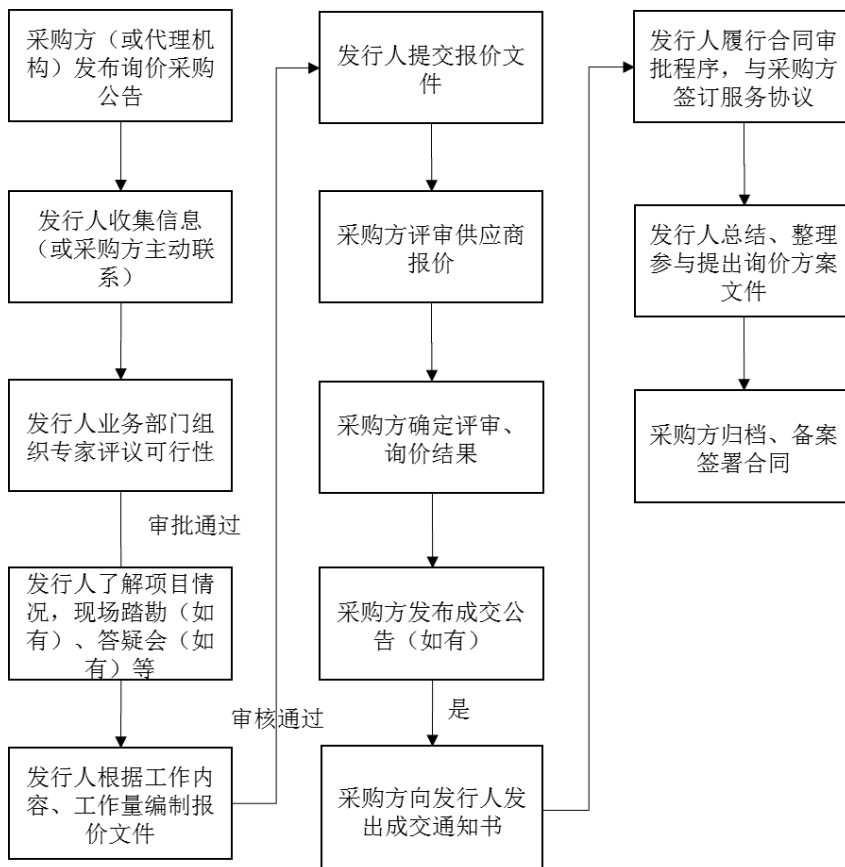 采购方（或代理机
构）发布询价采购
公告
发行人收集信息
（或采购方主动联
系）
发行人业务部门组
织专家评议可行性
审批通过
发行人了解项目情
况，现场踏勘（如
有）、答疑会（如
有）等
审核通过
发行人根据工作内
容、工作量编制报
价文件
发行人提交报价文
件
采购方评审供应商
报价
采购方确定评审、
询价结果
采购方发布成交公
告（如有）
是
采购方向发行人发
出成交通知书
发行人履行合同审
批程序，与采购方
签订服务协议
发行人总结、整理
参与提出询价方案
文件
采购方归档、备案
签署合同